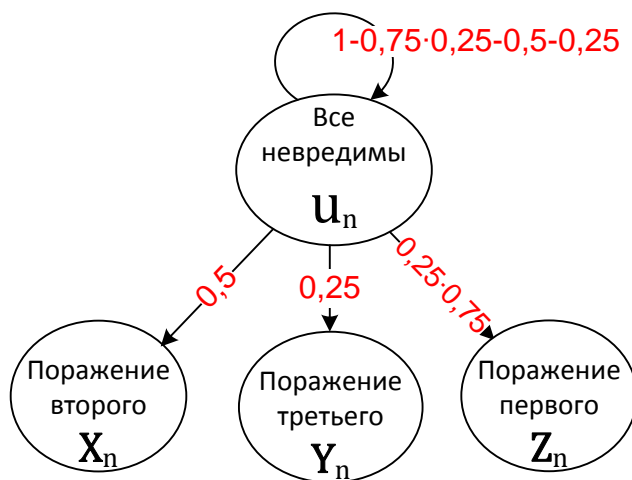 1-0,75·0,25-0,5-0,25
Все
невредимы
un
0,5
0,25
0,25·0,75
Поражение
второго
Xn
Поражение
третьего
Yn
Поражение
первого
Zn